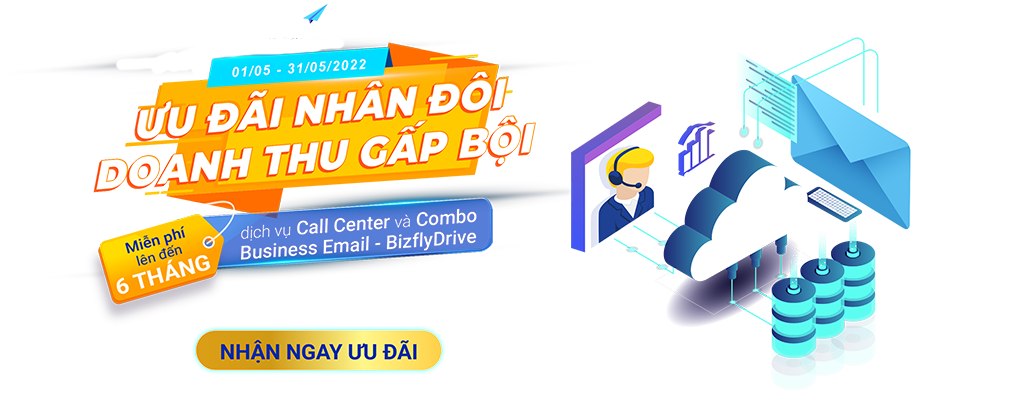 01/05 - 31/05/2022
ƯU ĐÃI NHÂN ĐÔI
DOANH THU GẤP BỘI
Miễn phí
lên đến
6 THÁNG
dịch vụ Call Center và Combo
Business Email - BizflyDrive
NHẬN NGAY ƯU ĐÃI